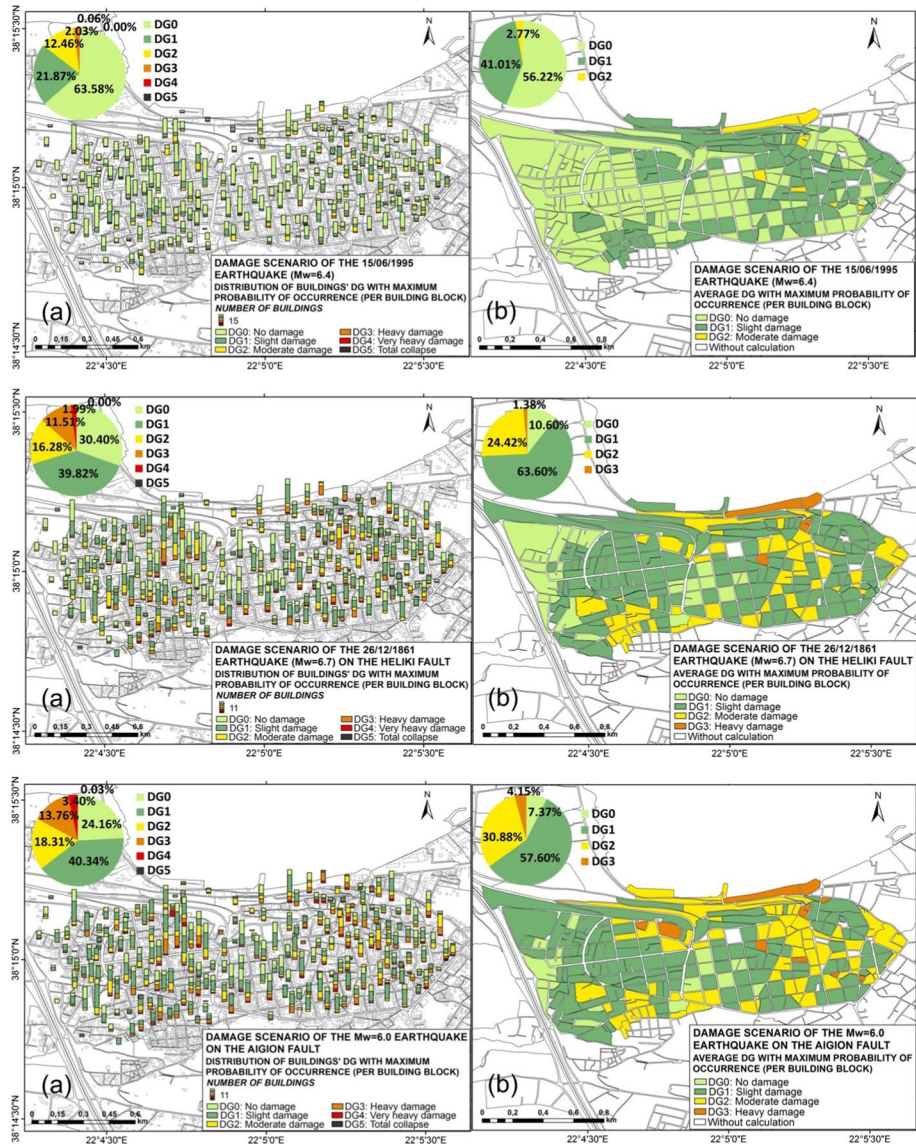 38°15'30"N
0.06%
2.03% 0.00%
12.46%
21.87%
63.58%
DG0
DG1
DG2
DG3
DG4
DG5
N
38°15'0"N
38°14'30"N
(a)
DAMAGE SCENARIO OF THE 15/06/1995
EARTHQUAKE (Mw=6.4)
DISTRIBUTION OF BUILDINGS' DG WITH MAXIMUM
PROBABILITY OF OCCURRENCE (PER BUILDING BLOCK)
NUMBER OF BUILDINGS
15
DG0: No damage DG3: Heavy damage
DG1: Slight damage DG4: Very heavy damage
DG2: Moderate damage DG5: Total collapse
0 0,15 0,3 0,45 0,6
km
22°4'30"E 22°5'0"E 22°5'30"E
2.77%
41.01%
56.22%
DG0
DG1
DG2
N
(b)
DAMAGE SCENARIO OF THE 15/06/1995
EARTHQUAKE (Mw=6.4)
AVERAGE DG WITH MAXIMUM PROBABILITY OF
OCCURRENCE (PER BUILDING BLOCK)
DG0: No damage
DG1: Slight damage
DG2: Moderate damage
Without calculation
0 0,2 0,4 0,6 0,8
km
22°4'30"E 22°5'0"E 22°5'30"E
38°15'30"N
1.99% 0.00%
11.51%
16.28%
30.40%
39.82%
DG0
DG1
DG2
DG3
DG4
DG5
N
38°15'0"N
38°14'30"N
(a)
DAMAGE SCENARIO OF THE 26/12/1861
EARTHQUAKE (Mw=6.7) ON THE HELIKI FAULT
DISTRIBUTION OF BUILDINGS' DG WITH MAXIMUM
PROBABILITY OF OCCURRENCE (PER BUILDING BLOCK)
NUMBER OF BUILDINGS
11
DG0: No damage DG3: Heavy damage
DG1: Slight damage DG4: Very heavy damage
DG2: Moderate damage DG5: Total collapse
0 0,15 0,3 0,45 0,6
km
22°4'30"E 22°5'0"E 22°5'30"E
1.38%
10.60%
24.42%
63.60%
DG0
DG1
DG2
DG3
N
(b)
DAMAGE SCENARIO OF THE 26/12/1861
EARTHQUAKE (Mw=6.7) ON THE HELIKI FAULT
AVERAGE DG WITH MAXIMUM PROBABILITY OF
OCCURRENCE (PER BUILDING BLOCK)
DG0: No damage
DG1: Slight damage
DG2: Moderate damage
DG3: Heavy damage
Without calculation
0 0,2 0,4 0,6 0,8
km
22°4'30"E 22°5'0"E 22°5'30"E
38°15'30"N
0.03%
3.40%
13.76%
24.16%
18.31%
40.34%
DG0
DG1
DG2
DG3
DG4
DG5
N
38°15'0"N
38°14'30"N
(a)
DAMAGE SCENARIO OF THE Mw=6.0 EARTHQUAKE
ON THE AIGION FAULT
DISTRIBUTION OF BUILDINGS' DG WITH MAXIMUM
PROBABILITY OF OCCURRENCE (PER BUILDING BLOCK)
NUMBER OF BUILDINGS
11
DG0: No damage DG3: Heavy damage
DG1: Slight damage DG4: Very heavy damage
DG2: Moderate damage DG5: Total collapse
0 0,15 0,3 0,45 0,6
km
22°4'30"E 22°5'0"E 22°5'30"E
4.15%
7.37%
30.88%
57.60%
DG0
DG1
DG2
DG3
N
(b)
DAMAGE SCENARIO OF THE Mw=6.0
EARTHQUAKE ON THE AIGION FAULT
AVERAGE DG WITH MAXIMUM PROBABILITY OF
OCCURRENCE (PER BUILDING BLOCK)
DG0: No damage
DG1: Slight damage
DG2: Moderate damage
DG3: Heavy damage
Without calculation
0 0,2 0,4 0,6 0,8
km
22°4'30"E 22°5'0"E 22°5'30"E